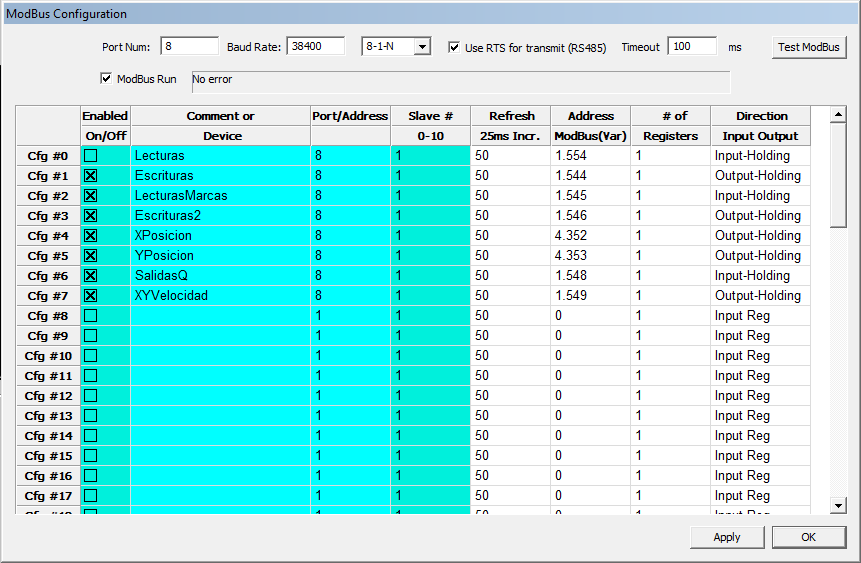 ModBus Configuration
Port Num: 8 Baud Rate: 38400 8-1-N Use RTS for transmit (RS485) Timeout 100 ms Test ModBus
ModBus Run No error
Enabled Comment or Port/Address Slave # Refresh Address # of Direction
On/Off Device 0-10 25ms Incr. ModBus(Var) Registers Input Output
Cfg #0 Lecturas 8 1 50 1.554 1 Input-Holding
Cfg #1 Escrituras 8 1 50 1.544 1 Output-Holding
Cfg #2 LecturasMarcas 8 1 50 1.545 1 Input-Holding
Cfg #3 Escrituras2 8 1 50 1.546 1 Output-Holding
Cfg #4 XPosicion 8 1 50 4.352 1 Output-Holding
Cfg #5 YPosicion 8 1 50 4.353 1 Output-Holding
Cfg #6 SalidasQ 8 1 50 1.548 1 Input-Holding
Cfg #7 XYVelocidad 8 1 50 1.549 1 Output-Holding
Cfg #8 1 1 50 0 1 Input Reg
Cfg #9 1 1 50 0 1 Input Reg
Cfg #10 1 1 50 0 1 Input Reg
Cfg #11 1 1 50 0 1 Input Reg
Cfg #12 1 1 50 0 1 Input Reg
Cfg #13 1 1 50 0 1 Input Reg
Cfg #14 1 1 50 0 1 Input Reg
Cfg #15 1 1 50 0 1 Input Reg
Cfg #16 1 1 50 0 1 Input Reg
Cfg #17 1 1 50 0 1 Input Reg
Apply OK